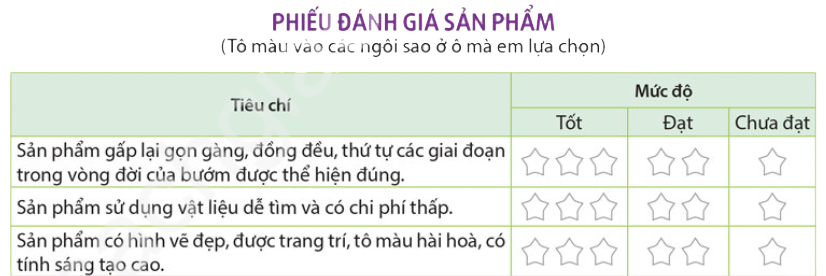 PHIẾU ĐÁNH GIÁ SẢN PHẨM
(Tô màu vào các ngôi sao ở ô mà em lựa chọn)
Tiêu chí
Mức độ
Tốt
Đạt
Chưa đạt
Sản phẩm gấp lại gọn gàng, đồng đều, thứ tự các giai đoạn
trong vòng đời của bướm được thể hiện đúng.
Sản phẩm sử dụng vật liệu dễ tìm và có chi phí thấp.
Sản phẩm có hình vẽ đẹp, được trang trí, tô màu hài hoà, có
tính sáng tạo cao.